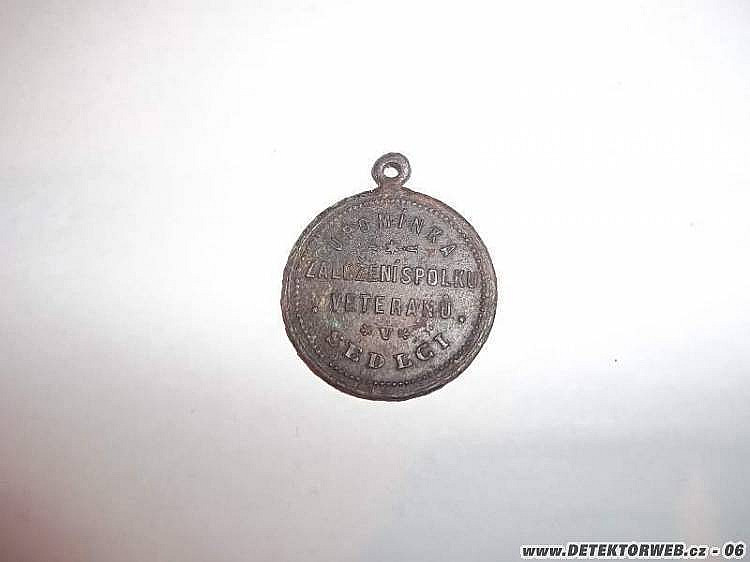 UPOMÍNKA
ZALOŽENÍ SPOLKU
VETERANŮ
V
SEDLCI
www.DETEKTORWEB.cz - 06